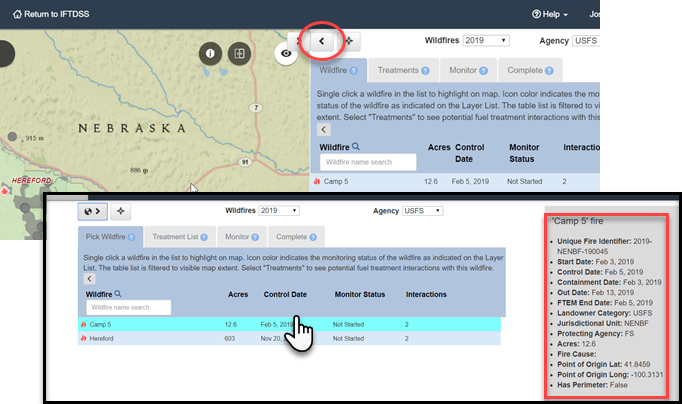 Return to IFTDSS
Help
Wildfires 2019 Agency USFS
Wildfire ? Treatments ? Monitor ? Complete ?
Single click a wildfire in the list to highlight on map. Icon color indicates the mo
status of the wildfire as indicated on the Layer List. The table list is filtered to vi
extent. Select "Treatments" to see potential fuel treatment interactions with this
Wildfire Acres Control Date Monitor Status Interactio
Wildfire name search
Camp 5 12.6 Feb 5, 2019 Not Started 2
7
NEBRASKA
915 m
886 m
91
HEREFORD
Wildfires 2019 Agency USFS
Pick Wildfire ? Treatment List ? Monitor ? Complete ?
Single click a wildfire in the list to highlight on map. Icon color indicates the monitoring status of the wildfire as indicated on the Layer
List. The table list is filtered to visible map extent. Select "Treatments" to see potential fuel treatment interactions with this wildfire.
Wildfire Acres Control Date Monitor Status Interactions
Wildfire name search
Camp 5 12.6 Feb 5, 2019 Not Started 2
Hereford 603 Nov 20, Not Started 2
'Camp 5' fire
Unique Fire Identifier: 2019-
NENBF-190045
Start Date: Feb 3, 2019
Control Date: Feb 5, 2019
Containment Date: Feb 3, 2019
Out Date: Feb 13, 2019
FTEM End Date: Feb 5, 2019
Landowner Category: USFS
Jurisdictional Unit: NENBF
Protecting Agency: FS
Acres: 12.6
Fire Cause:
Point of Origin Lat: 41.8459
Point of Origin Long: -100.3131
Has Perimeter: False